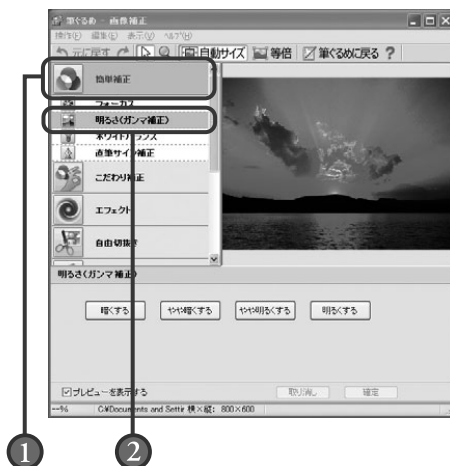 筆ぐるめ - 画像補正
操作(F) 編集(E) 表示(V) ヘルプ(H)
元に戻す 自動サイズ 等倍 筆ぐるめに戻る ?
簡単補正
フォーカス
明るさ(ガンマ補正)
ホワイトバランス
直筆サイン補正
こだわり補正
エフェクト
自由切抜き
明るさ(ガンマ補正)
暗くする やや暗くする やや明るくする 明るくする
プレビューを表示する 取り消し 確定
--% C:¥Documents and Settir 横×縦: 800×600
1 2